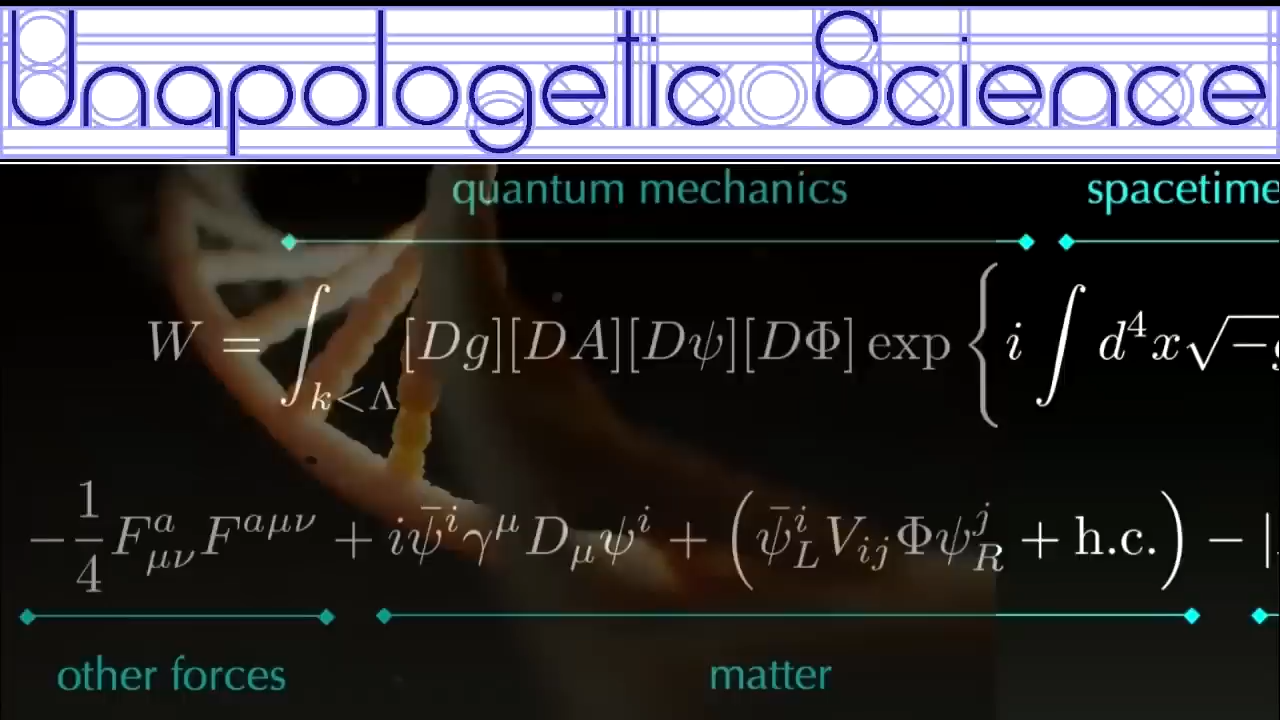 Unapologetic Science
quantum mechanics spacetime
W = ∫_{k<Λ} [Dg][DA][Dψ][DΦ] exp { i ∫ d⁴x√−g
−1/4 F^a_{μν} F^{aμν} + iψ̄^i γ^μ D_μ ψ^i + ( ψ̄^i_L V_{ij} Φ ψ^j_R + h.c. ) − |
other forces matter